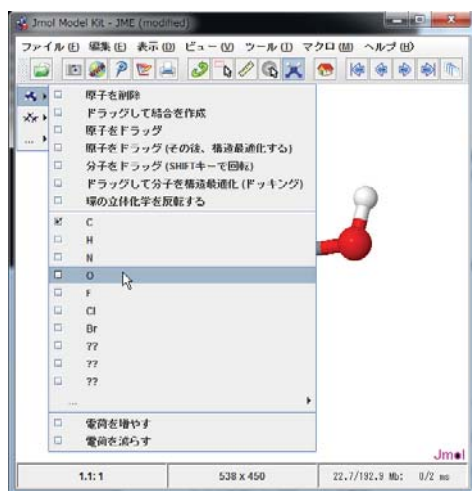 Jmol Model Kit - JME (modified)
ファイル(E) 編集(E) 表示(D) ビュー(V) ツール(I) マクロ(M) ヘルプ(H)
原子を削除
ドラッグして結合を作成
原子をドラッグ
原子をドラッグ(その後、構造最適化する)
分子をドラッグ(SHIFTキーで回転)
ドラッグして分子を構造最適化(ドッキング)
環の立体化学を反転する
...
C
H
N
O
F
Cl
Br
??
??
??
...
電荷を増やす
電荷を減らす
Jmol
1.1:1 538 x 450 22.7/192.9 Mb: 0/2 ms